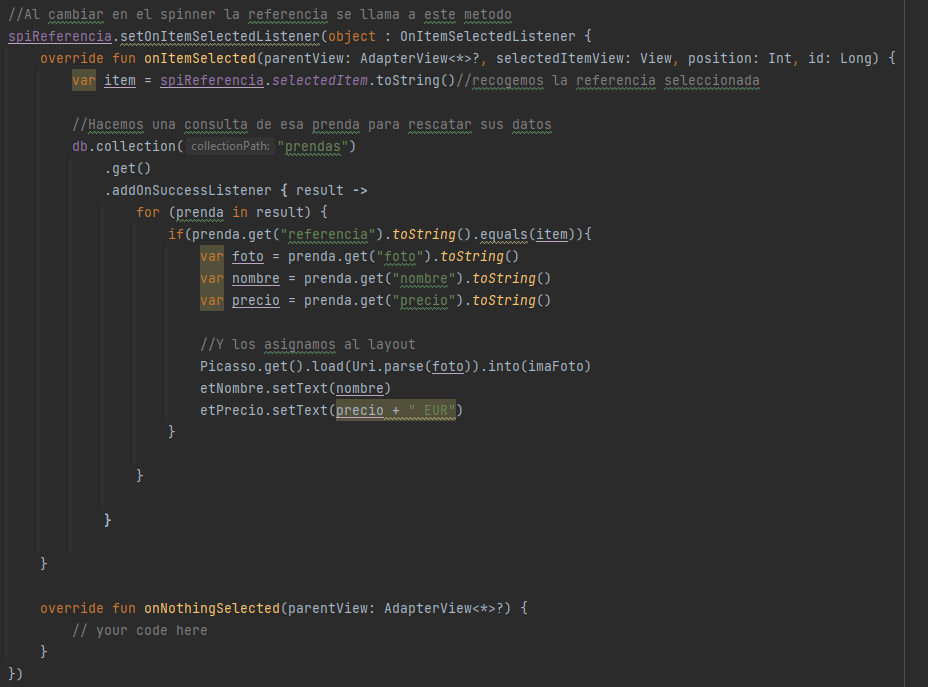 //Al cambiar en el spinner la referencia se llama a este metodo
spiReferencia.setOnItemSelectedListener(object : OnItemSelectedListener {
    override fun onItemSelected(parentView: AdapterView<*>?, selectedItemView: View, position: Int, id: Long) {
        var item = spiReferencia.selectedItem.toString()//recogemos la referencia seleccionada

        //Hacemos una consulta de esa prenda para rescatar sus datos
        db.collection( collectionPath: "prendas")
            .get()
            .addOnSuccessListener { result ->
                for (prenda in result) {
                    if(prenda.get("referencia").toString().equals(item)){
                        var foto = prenda.get("foto").toString()
                        var nombre = prenda.get("nombre").toString()
                        var precio = prenda.get("precio").toString()

                        //Y los asignamos al layout
                        Picasso.get().load(Uri.parse(foto)).into(imaFoto)
                        etNombre.setText(nombre)
                        etPrecio.setText(precio + " EUR")
                    }

                }

            }

    }

    override fun onNothingSelected(parentView: AdapterView<*>?) {
        // your code here
    }
})